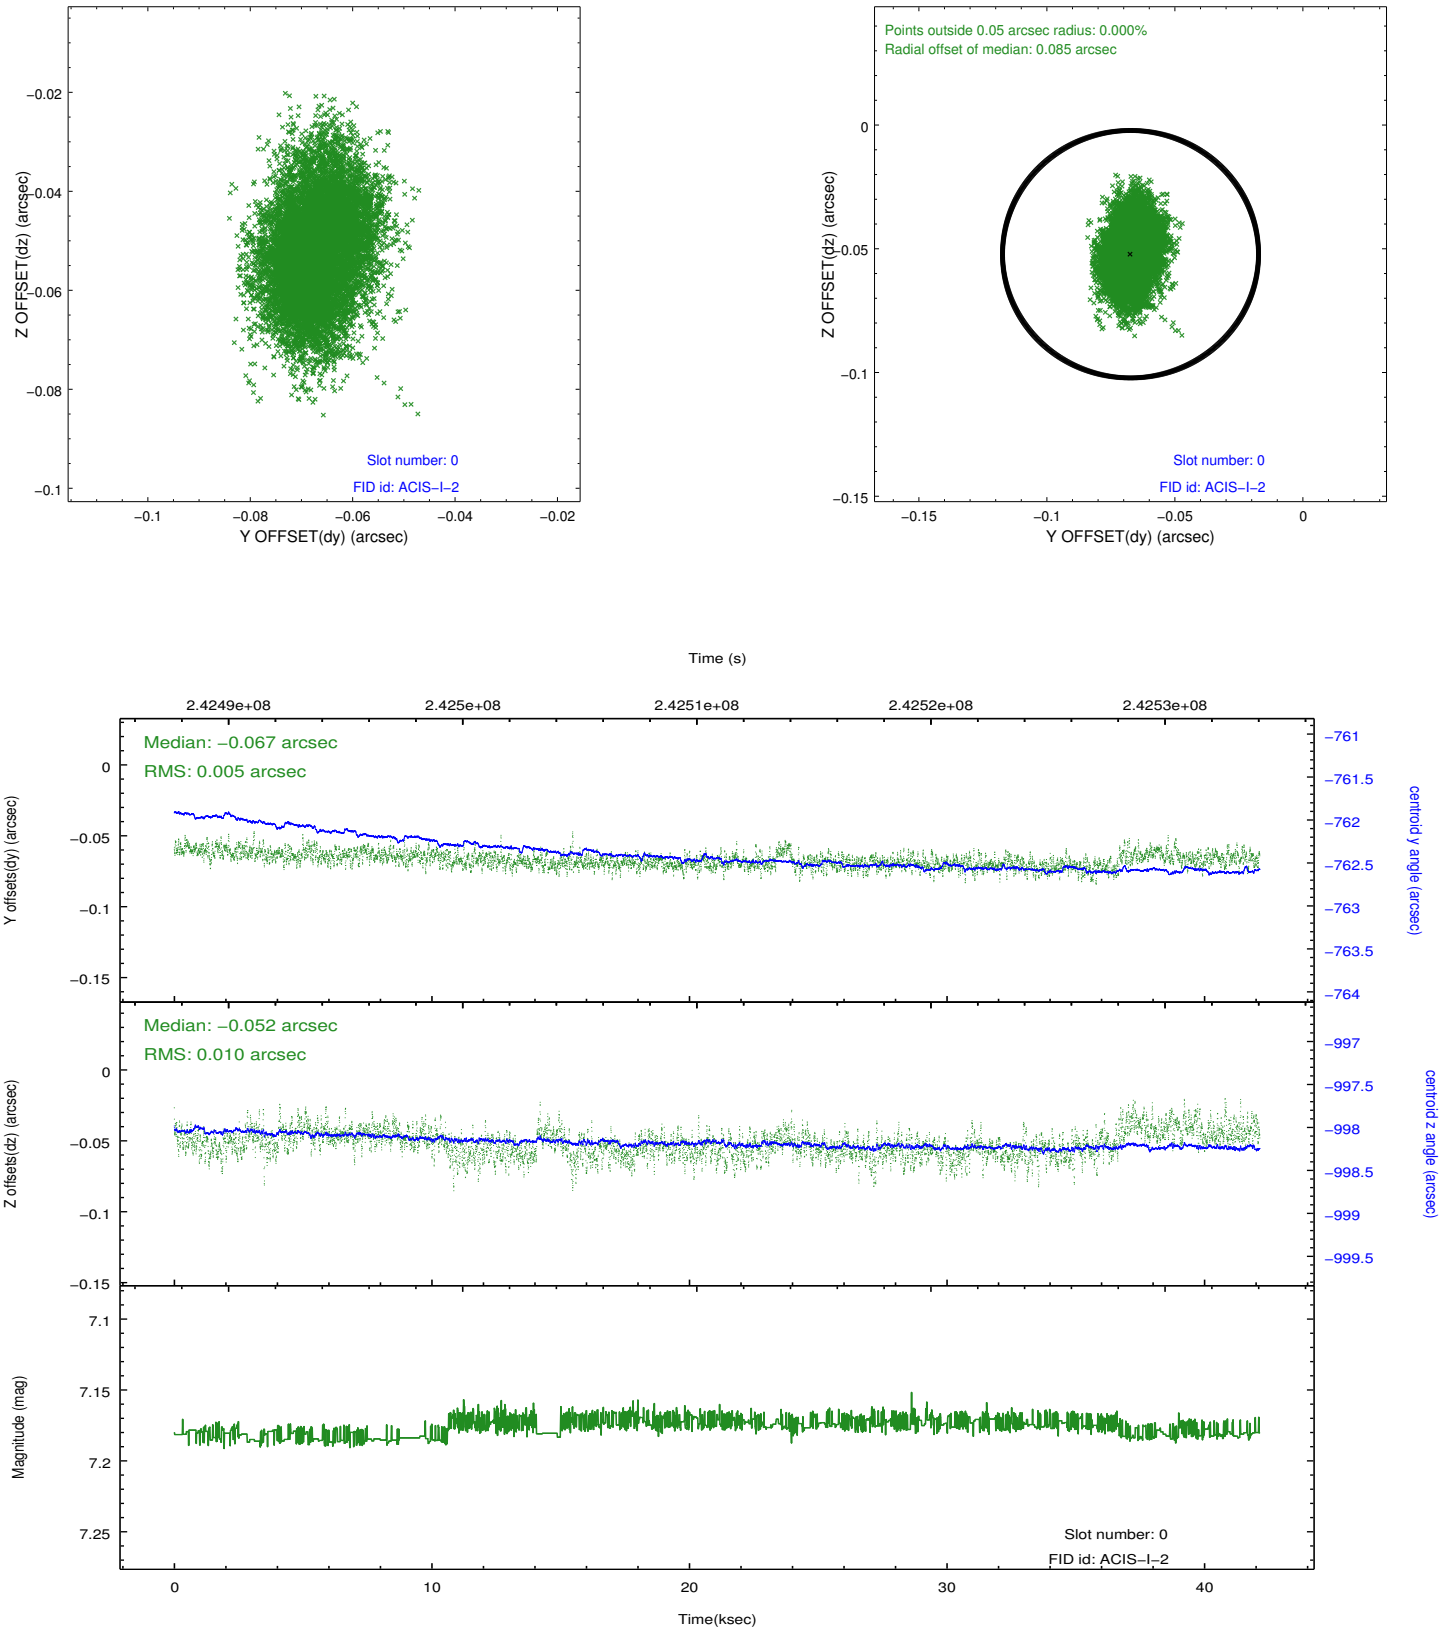 −0.02
−0.04
−0.06
−0.08
−0.1
Z OFFSET(dz) (arcsec)
Slot number: 0
FID id: ACIS−I−2
−0.1
−0.08
−0.06
−0.04
−0.02
Y OFFSET(dy) (arcsec)
Points outside 0.05 arcsec radius: 0.000%
Radial offset of median: 0.085 arcsec
0
−0.05
−0.1
−0.15
Z OFFSET(dz) (arcsec)
Slot number: 0
FID id: ACIS−I−2
−0.15
−0.1
−0.05
0
Y OFFSET(dy) (arcsec)
Time (s)
2.4249e+08
2.425e+08
2.4251e+08
2.4252e+08
2.4253e+08
Median: −0.067 arcsec
RMS: 0.005 arcsec
0
−0.05
−0.1
−0.15
Y offsets(dy) (arcsec)
−761
−761.5
−762
−762.5
−763
−763.5
−764
centroid y angle (arcsec)
Median: −0.052 arcsec
RMS: 0.010 arcsec
0
−0.05
−0.1
−0.15
Z offsets(dz) (arcsec)
−997
−997.5
−998
−998.5
−999
−999.5
centroid z angle (arcsec)
7.1
7.15
7.2
7.25
Magnitude (mag)
Slot number: 0
FID id: ACIS−I−2
0
10
20
30
40
Time(ksec)